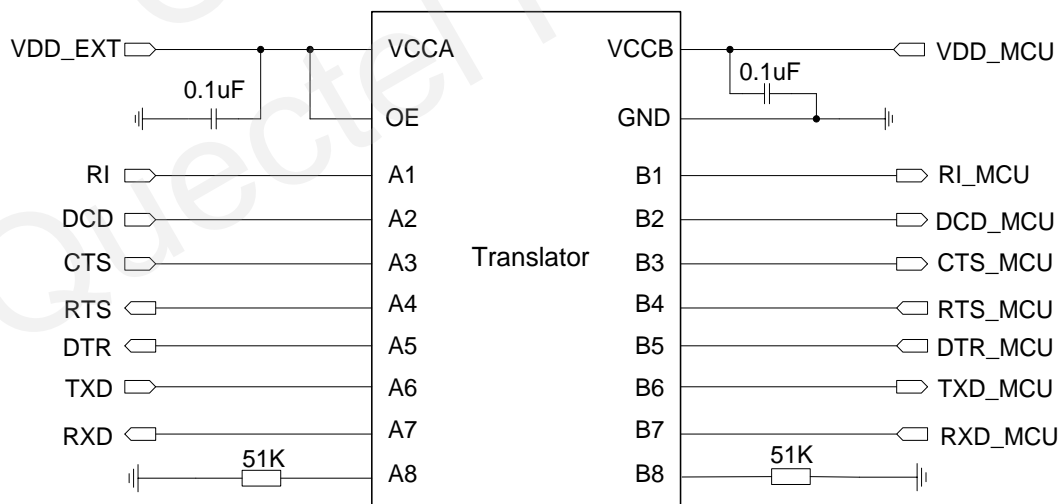 VDD_EXT VCCA VCCB VDD_MCU
0.1uF 0.1uF
OE GND
RI A1 B1 RI_MCU
DCD A2 B2 DCD_MCU
CTS A3 Translator B3 CTS_MCU
RTS A4 B4 RTS_MCU
DTR A5 B5 DTR_MCU
TXD A6 B6 TXD_MCU
RXD A7 B7 RXD_MCU
51K A8 B8 51K
Quectel